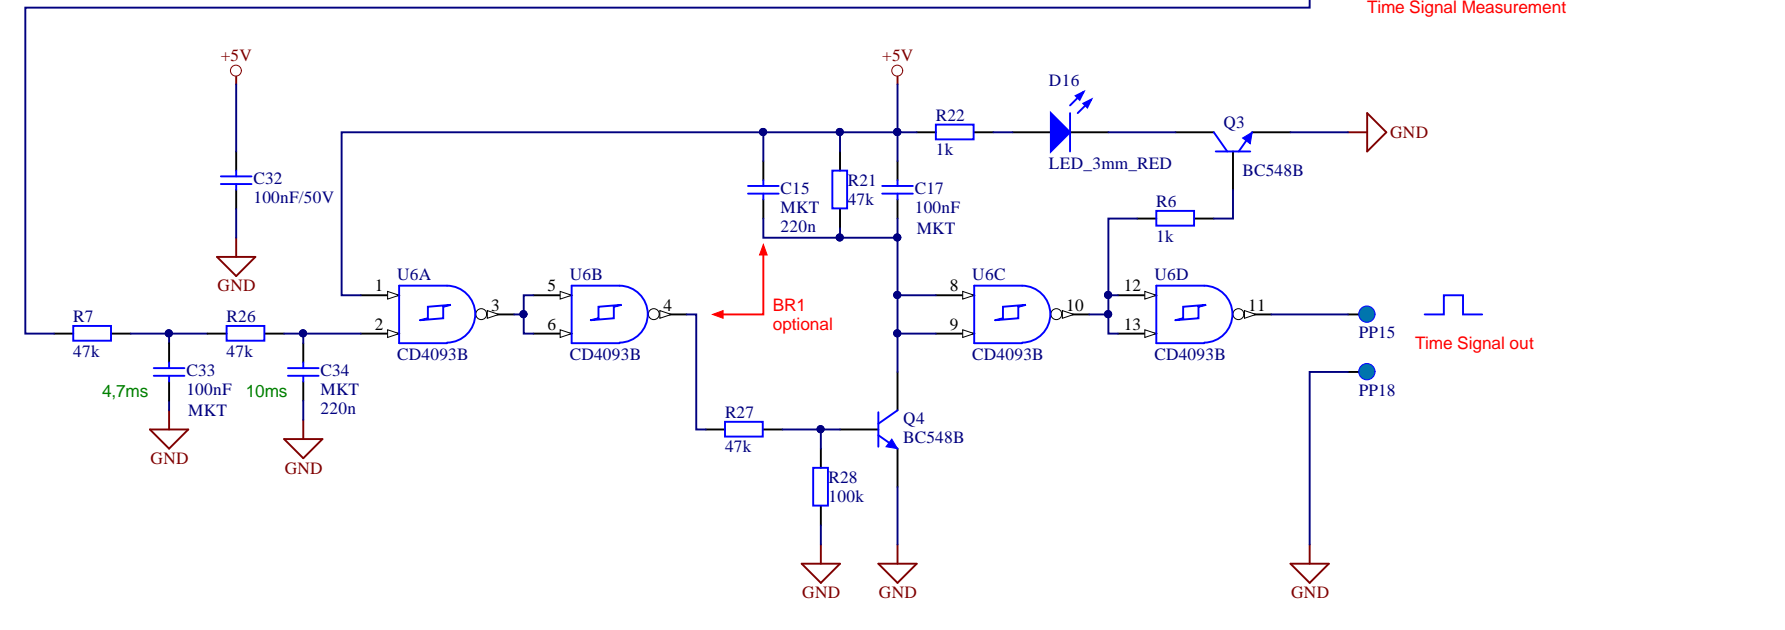 Time Signal Measurement
+5V
+5V
D16
R22
1k
LED_3mm_RED
Q3
BC548B
GND
C32
100nF/50V
GND
C15
MKT
220n
R21
47k
C17
100nF
MKT
R6
1k
U6A
1
2
3
CD4093B
U6B
5
6
4
CD4093B
BR1
optional
U6C
8
9
10
CD4093B
U6D
12
13
11
CD4093B
PP15
Time Signal out
PP18
R7
47k
R26
47k
4,7ms
C33
100nF
MKT
10ms
C34
MKT
220n
GND
GND
R27
47k
Q4
BC548B
R28
100k
GND
GND
GND